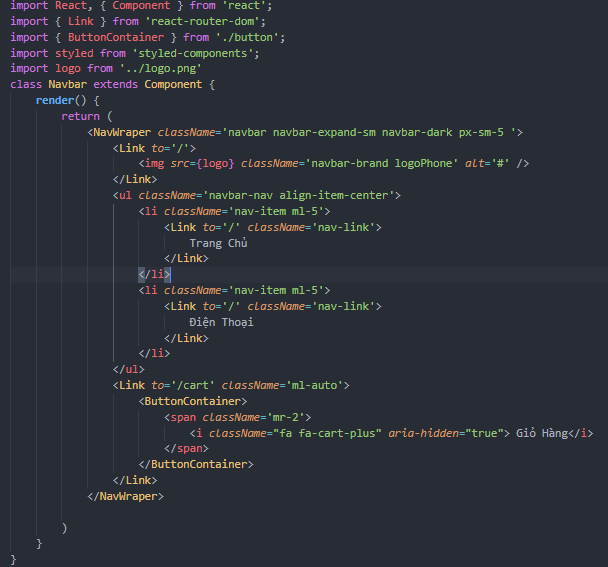 import React, { Component } from 'react';
import { Link } from 'react-router-dom';
import { ButtonContainer } from './button';
import styled from 'styled-components';
import logo from '../logo.png'
class Navbar extends Component {
render() {
return (
<NavWraper className='navbar navbar-expand-sm navbar-dark px-sm-5 '>
<Link to='/'>
<img src={logo} className='navbar-brand logoPhone' alt='#' />
</Link>
<ul className='navbar-nav align-item-center'>
<li className='nav-item ml-5'>
<Link to='/' className='nav-link'>
Trang Chủ
</Link>
</li>
<li className='nav-item ml-5'>
<Link to='/' className='nav-link'>
Điện Thoại
</Link>
</li>
</ul>
<Link to='/cart' className='ml-auto'>
<ButtonContainer>
<span className='mr-2'>
<i className="fa fa-cart-plus" aria-hidden="true"> Giỏ Hàng</i>
</span>
</ButtonContainer>
</Link>
</NavWraper>
)
}
}